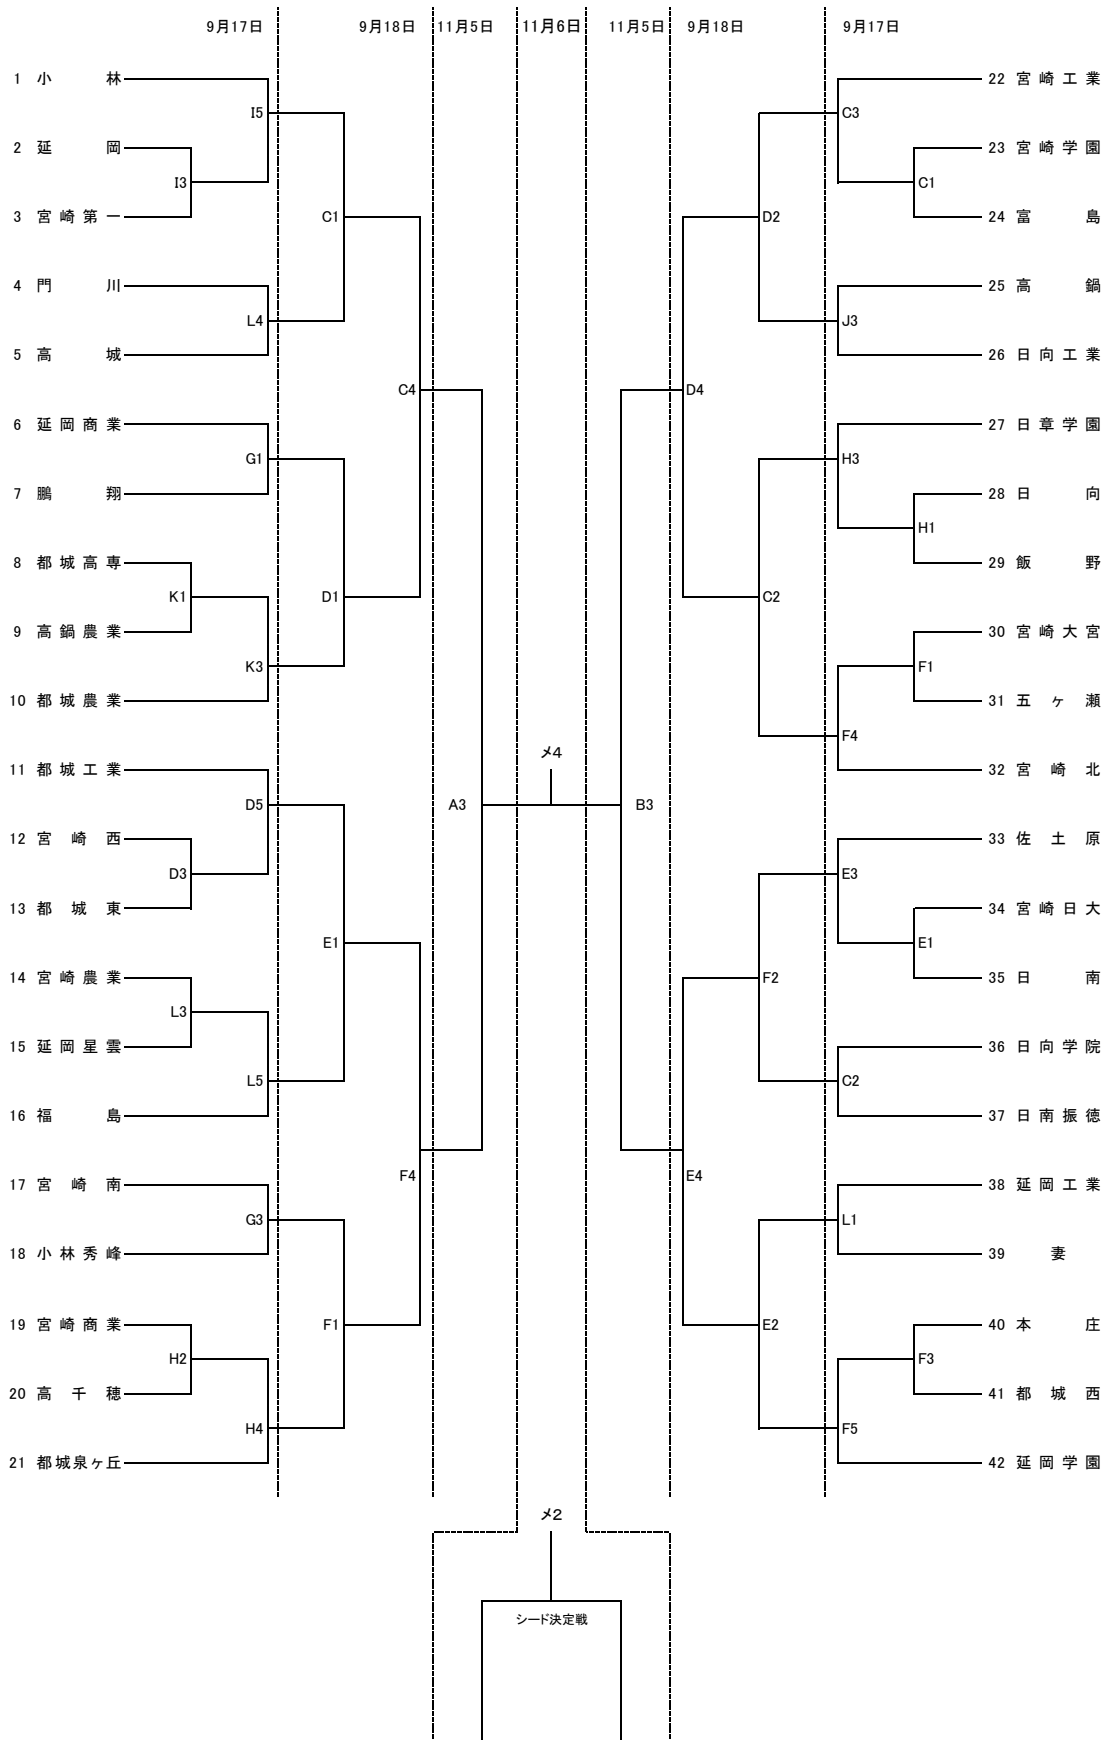 9月17日 9月18日 11月5日 11月6日 11月5日 9月18日 9月17日
1 小林
22 宮崎工業
I5
C3
2 延岡
23 宮崎学園
I3
C1
3 宮崎第一
C1
D2
24 富島
4 門川
25 高鍋
L4
J3
5 高城
26 日向工業
C4
D4
6 延岡商業
27 日章学園
G1
H3
7 鵬翔
28 日向
H1
8 都城高専
29 飯野
K1
D1
C2
9 高鍋農業
30 宮崎大宮
K3
F1
10 都城農業
31 五ヶ瀬
F4
メ4
11 都城工業
32 宮崎北
D5
A3
B3
12 宮崎西
33 佐土原
D3
E3
13 都城東
34 宮崎日大
E1
E1
14 宮崎農業
F2
35 日南
L3
15 延岡星雲
36 日向学院
L5
C2
16 福島
37 日南振徳
F4
E4
17 宮崎南
38 延岡工業
G3
L1
18 小林秀峰
39 妻
19 宮崎商業
F1
E2
40 本庄
H2
F3
20 高千穂
41 都城西
H4
F5
21 都城泉ヶ丘
42 延岡学園
メ2
シード決定戦